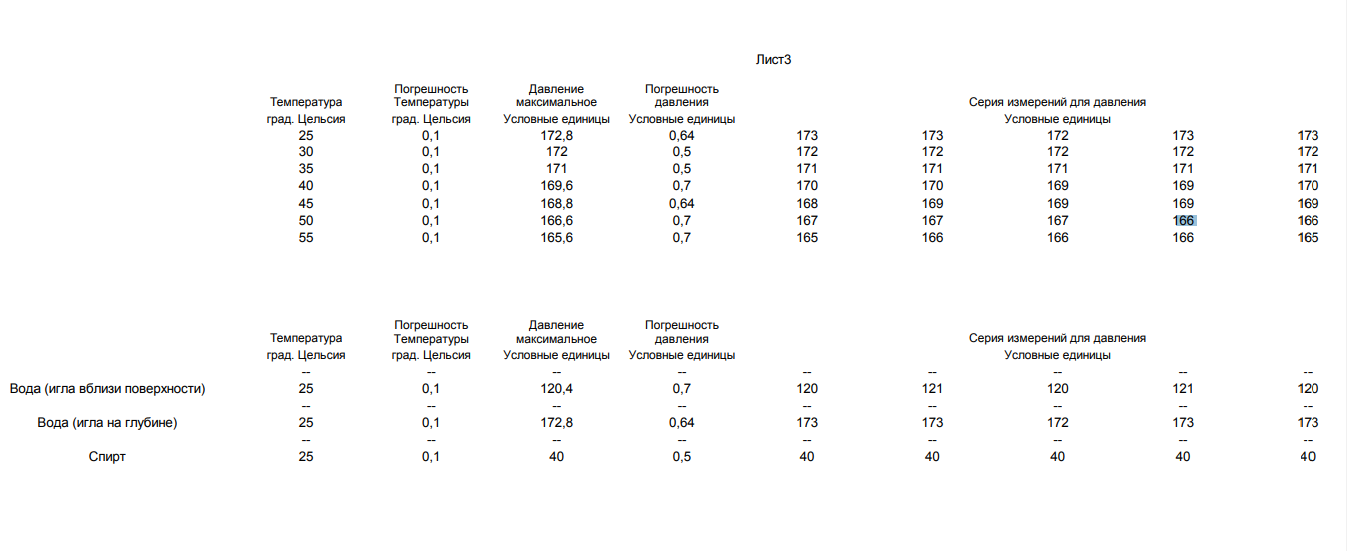 Лист3
Температура Погрешность Температуры Давление максимальное Погрешность давления Серия измерений для давления
град. Цельсия град. Цельсия Условные единицы Условные единицы Условные единицы
25 0,1 172,8 0,64 173 173 172 173 173
30 0,1 172 0,5 172 172 172 172 172
35 0,1 171 0,5 171 171 171 171 171
40 0,1 169,6 0,7 170 170 169 169 170
45 0,1 168,8 0,64 168 169 169 169 169
50 0,1 166,6 0,7 167 167 167 166 166
55 0,1 165,6 0,7 165 166 166 166 165
Температура Погрешность Температуры Давление максимальное Погрешность давления Серия измерений для давления
град. Цельсия град. Цельсия Условные единицы Условные единицы Условные единицы
-- -- -- -- -- -- -- -- --
Вода (игла вблизи поверхности) 25 0,1 120,4 0,7 120 121 120 121 120
-- -- -- -- -- -- -- -- --
Вода (игла на глубине) 25 0,1 172,8 0,64 173 173 172 173 173
-- -- -- -- -- -- -- -- --
Спирт 25 0,1 40 0,5 40 40 40 40 40